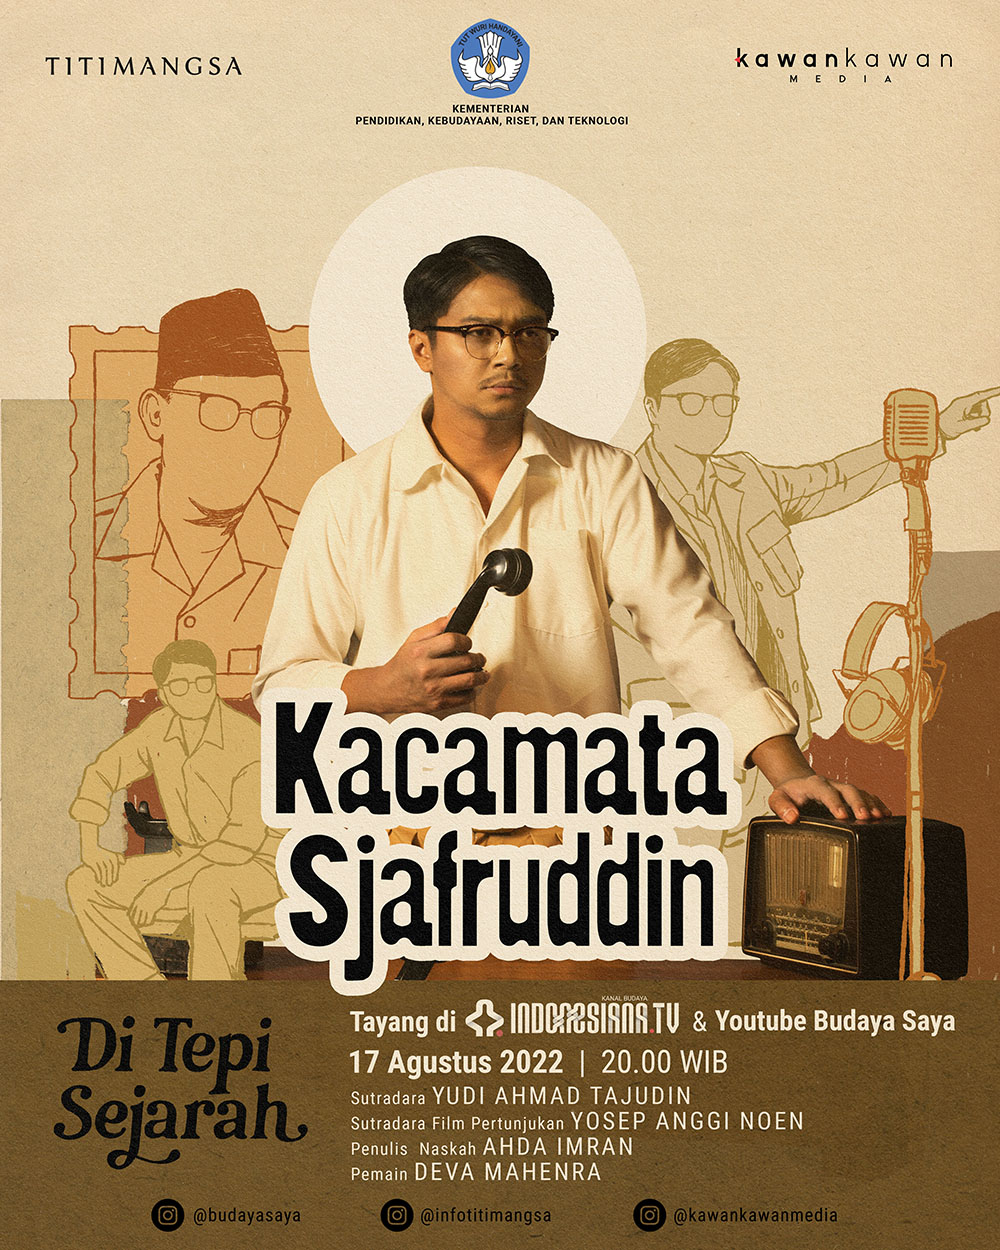 TITIMANGSA
TUT WURI HANDAYANI
KEMENTERIAN
PENDIDIKAN, KEBUDAYAAN, RISET, DAN TEKNOLOGI
kawankawan
MEDIA
Kacamata
Sjafruddin
Di Tepi
Sejarah
KANAL BUDAYA
Tayang di INDONESIANA.TV & Youtube Budaya Saya
17 Agustus 2022 | 20.00 WIB
Sutradara YUDI AHMAD TAJUDIN
Sutradara Film Pertunjukan YOSEP ANGGI NOEN
Penulis Naskah AHDA IMRAN
Pemain DEVA MAHENRA
@budayasaya
@infotitimangsa
@kawankawanmedia